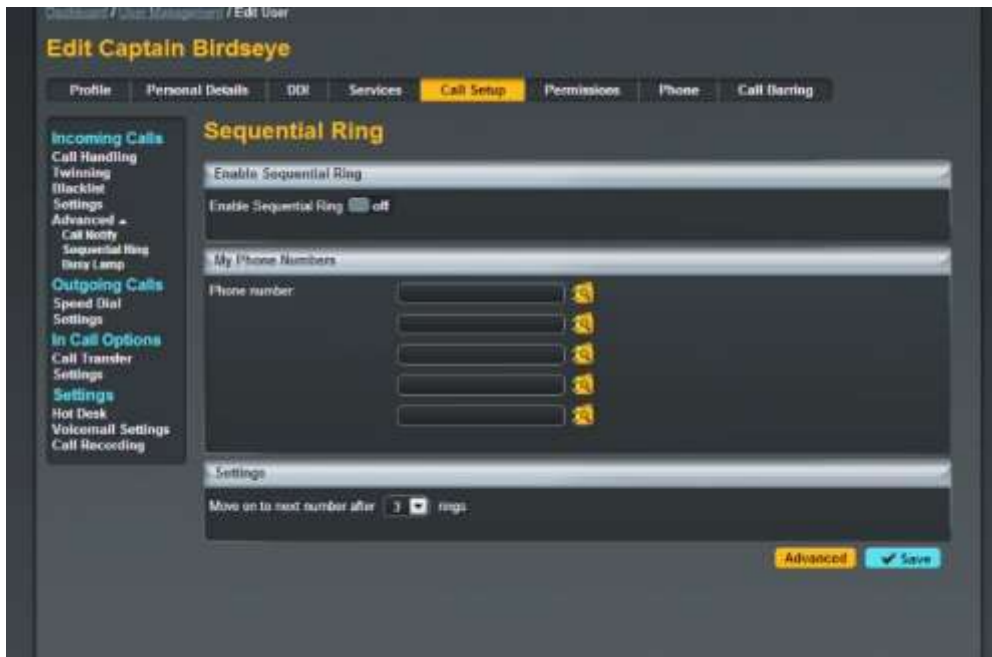 Dashboard / User Management / Edit User
Edit Captain Birdseye
Profile Personal Details DDI Services Call Setup Permissions Phone Call Barring
Incoming Calls
Call Handling
Twinning
Blacklist
Settings
Advanced
Call Notify
Sequential Ring
Busy Lamp
Outgoing Calls
Speed Dial
Settings
In Call Options
Call Transfer
Settings
Settings
Hot Desk
Voicemail Settings
Call Recording
Sequential Ring
Enable Sequential Ring
Enable Sequential Ring off
My Phone Numbers
Phone number
Settings
Move on to next number after 3 rings
Advanced Save